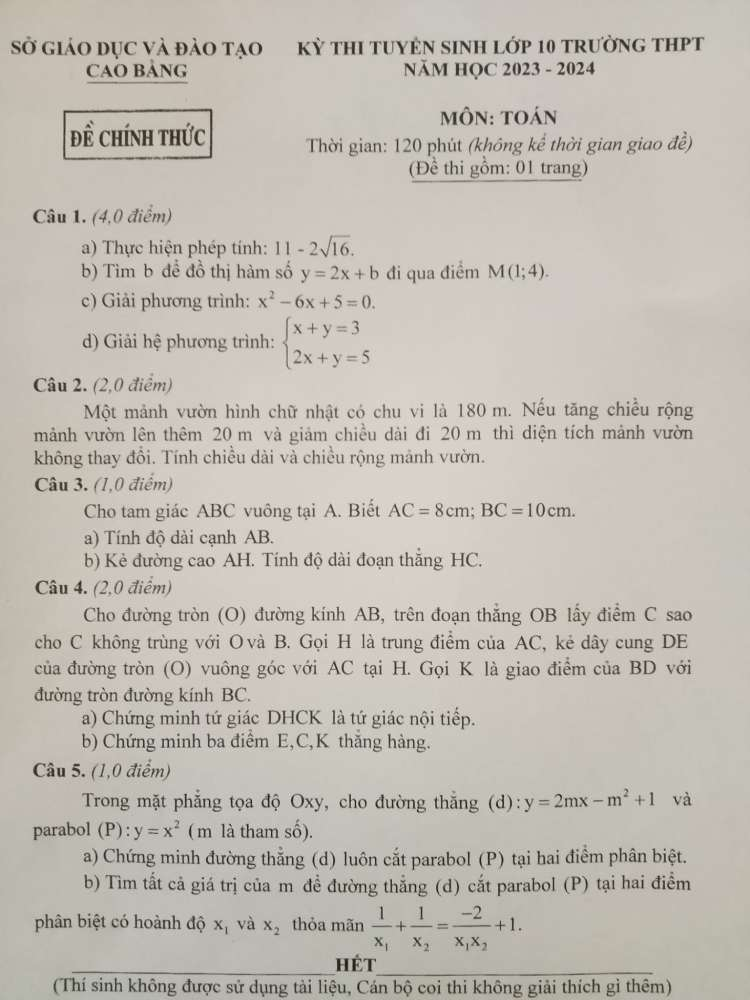 SỞ GIÁO DỤC VÀ ĐÀO TẠO
CAO BẰNG
ĐỀ CHÍNH THỨC
KỲ THI TUYỂN SINH LỚP 10 TRƯỜNG THPT
NĂM HỌC 2023 - 2024
MÔN: TOÁN
Thời gian: 120 phút (không kể thời gian giao đề)
(Đề thi gồm: 01 trang)
Câu 1. (4,0 điểm)
a) Thực hiện phép tính: 11 - 2√16.
b) Tìm b để đồ thị hàm số y = 2x + b đi qua điểm M(1;4).
c) Giải phương trình: x² − 6x + 5 = 0.
d) Giải hệ phương trình: { x + y = 3
2x + y = 5
Câu 2. (2,0 điểm)
Một mảnh vườn hình chữ nhật có chu vi là 180 m. Nếu tăng chiều rộng
mảnh vườn lên thêm 20 m và giảm chiều dài đi 20 m thì diện tích mảnh vườn
không thay đổi. Tính chiều dài và chiều rộng mảnh vườn.
Câu 3. (1,0 điểm)
Cho tam giác ABC vuông tại A. Biết AC = 8cm; BC = 10cm.
a) Tính độ dài cạnh AB.
b) Kẻ đường cao AH. Tính độ dài đoạn thẳng HC.
Câu 4. (2,0 điểm)
Cho đường tròn (O) đường kính AB, trên đoạn thẳng OB lấy điểm C sao
cho C không trùng với O và B. Gọi H là trung điểm của AC, kẻ dây cung DE
của đường tròn (O) vuông góc với AC tại H. Gọi K là giao điểm của BD với
đường tròn đường kính BC.
a) Chứng minh tứ giác DHCK là tứ giác nội tiếp.
b) Chứng minh ba điểm E,C,K thẳng hàng.
Câu 5. (1,0 điểm)
Trong mặt phẳng tọa độ Oxy, cho đường thẳng (d): y = 2mx − m² + 1 và
parabol (P): y = x² (m là tham số).
a) Chứng minh đường thẳng (d) luôn cắt parabol (P) tại hai điểm phân biệt.
b) Tìm tất cả giá trị của m để đường thẳng (d) cắt parabol (P) tại hai điểm
phân biệt có hoành độ x₁ và x₂ thỏa mãn 1/x₁ + 1/x₂ = −2/x₁x₂ + 1.
HẾT
(Thí sinh không được sử dụng tài liệu, Cán bộ coi thi không giải thích gì thêm)